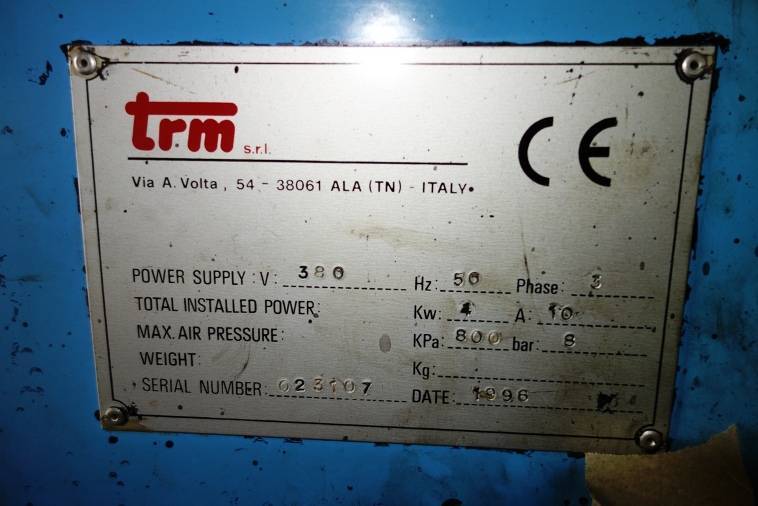 trm s.r.l.
CE
Via A. Volta, 54 - 38061 ALA (TN) - ITALY
POWER SUPPLY: V: 380 Hz: 50 Phase: 3
TOTAL INSTALLED POWER: Kw: 4 A: 10
MAX. AIR PRESSURE: KPa: 800 bar: 8
WEIGHT: Kg:
SERIAL NUMBER: 023107 DATE: 1996